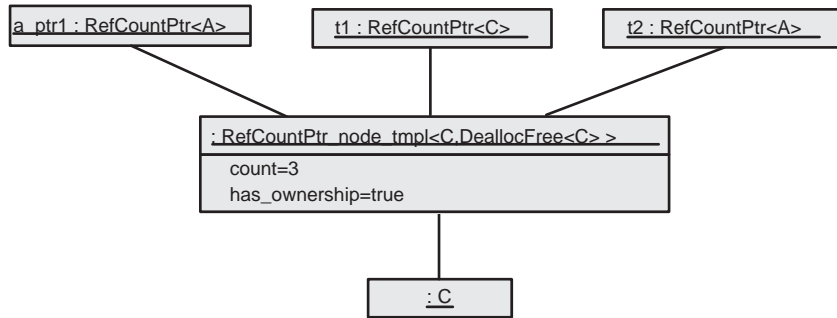 a_ptr1 : RefCountPtr<A>
t1 : RefCountPtr<C>
t2 : RefCountPtr<A>
: RefCountPtr_node_tmpl<C,DeallocFree<C> >
count=3
has_ownership=true
: C